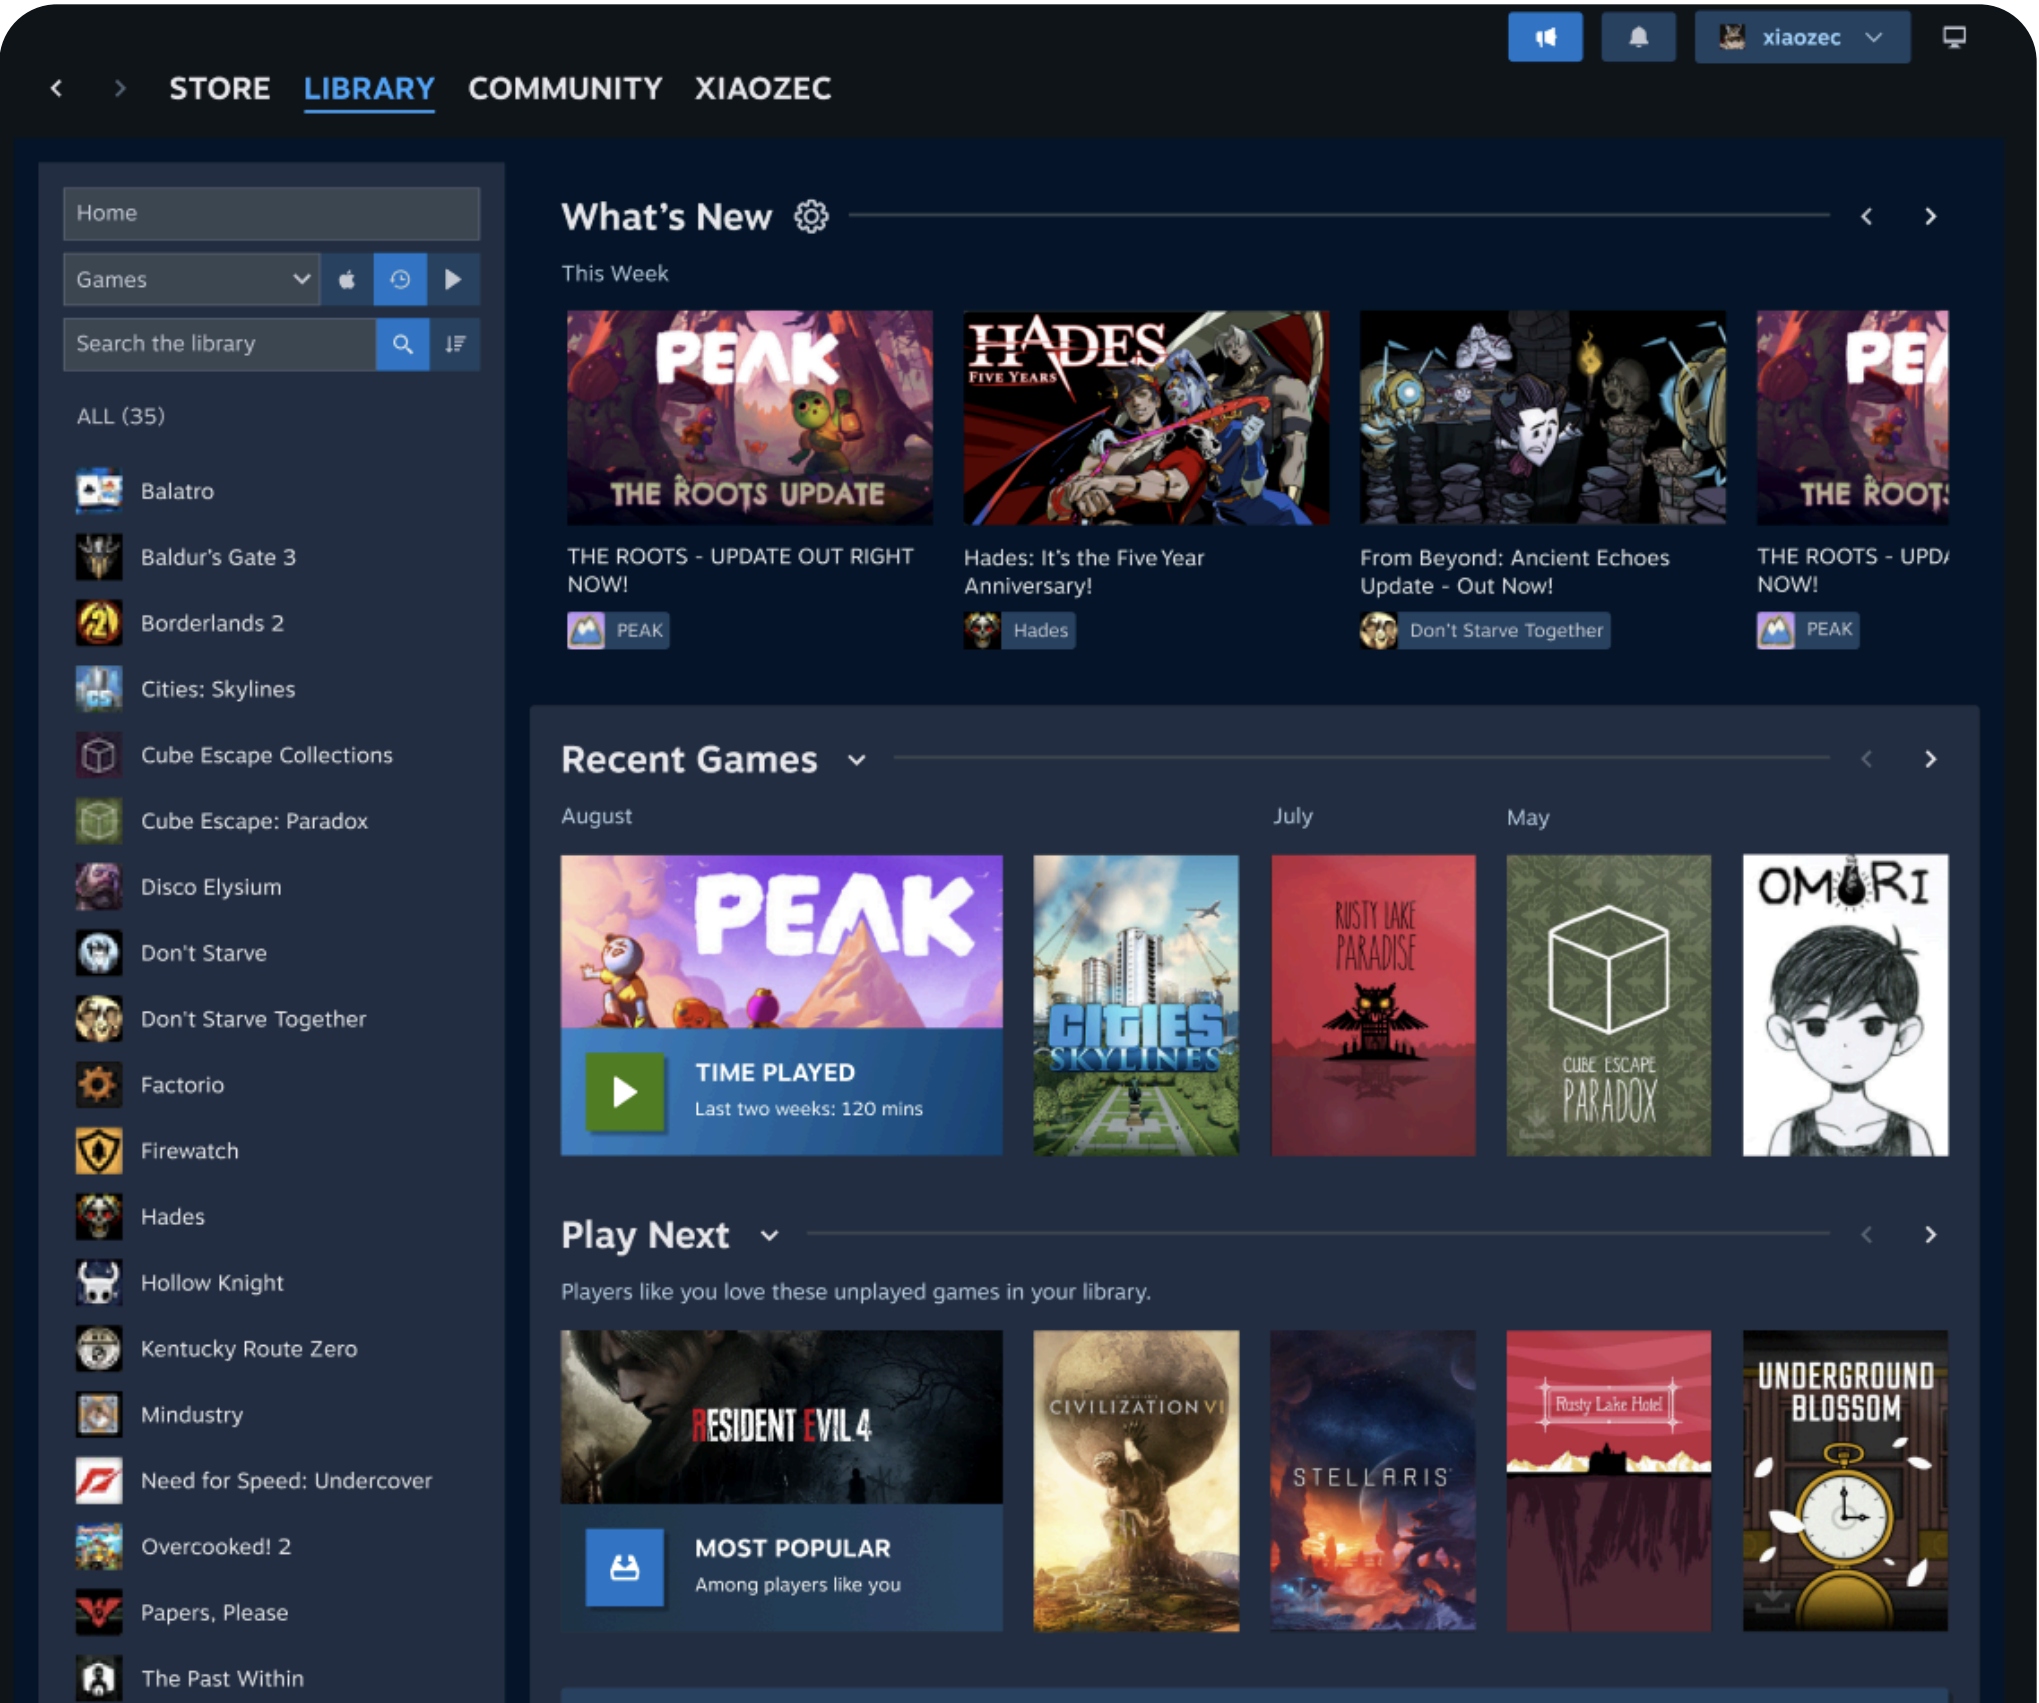 xiaozec
STORE LIBRARY COMMUNITY XIAOZEC
Home
Games
Search the library
ALL (35)
Balatro
Baldur's Gate 3
Borderlands 2
Cities: Skylines
Cube Escape Collections
Cube Escape: Paradox
Disco Elysium
Don't Starve
Don't Starve Together
Factorio
Firewatch
Hades
Hollow Knight
Kentucky Route Zero
Mindustry
Need for Speed: Undercover
Overcooked! 2
Papers, Please
The Past Within
What's New
This Week
PEAK
THE ROOTS UPDATE
THE ROOTS - UPDATE OUT RIGHT
NOW!
PEAK
HADES
FIVE YEARS
Hades: It's the Five Year
Anniversary!
Hades
From Beyond: Ancient Echoes
Update - Out Now!
Don't Starve Together
PEA
THE ROOTS
THE ROOTS - UPDA
NOW!
PEAK
Recent Games
August
July
May
PEAK
TIME PLAYED
Last two weeks: 120 mins
CITIES
SKYLINES
RUSTY LAKE
PARADISE
CUBE ESCAPE
PARADOX
OMORI
Play Next
Players like you love these unplayed games in your library.
RESIDENT EVIL 4
MOST POPULAR
Among players like you
CIVILIZATION VI
STELLARIS
Rusty Lake Hotel
UNDERGROUND
BLOSSOM